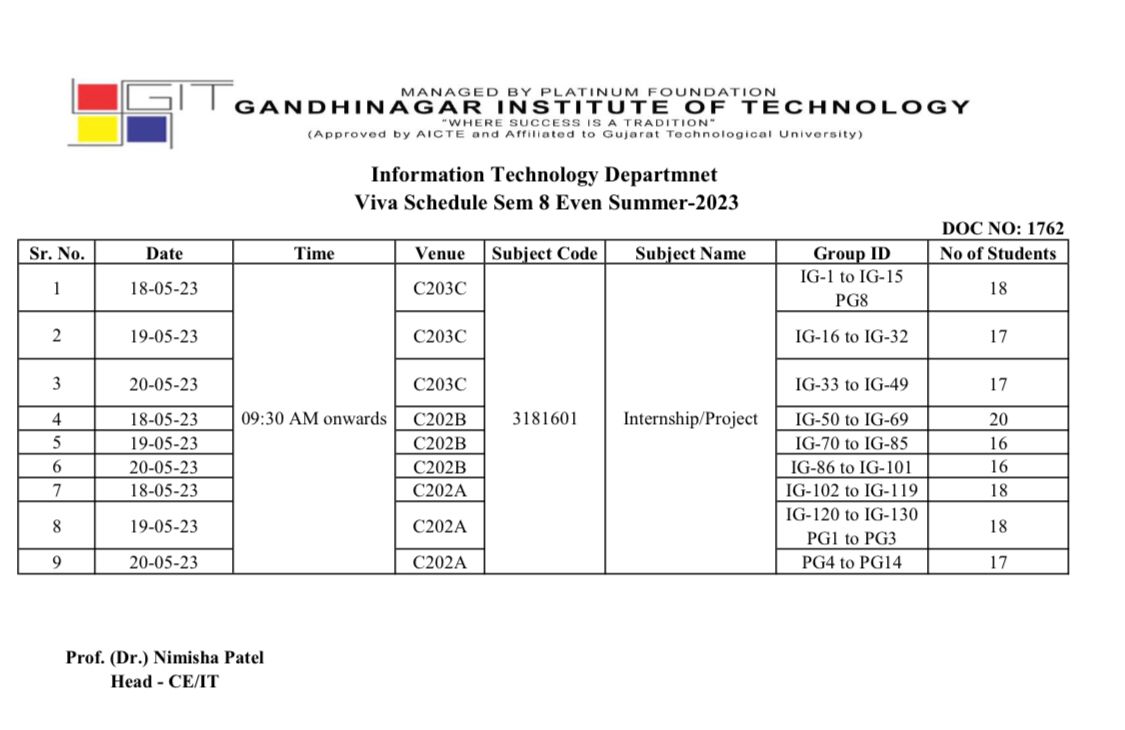 GIT
MANAGED BY PLATINUM FOUNDATION
GANDHINAGAR INSTITUTE OF TECHNOLOGY
"WHERE SUCCESS IS A TRADITION"
(Approved by AICTE and Affiliated to Gujarat Technological University)
Information Technology Departmnet
Viva Schedule Sem 8 Even Summer-2023
DOC NO: 1762
Sr. No. Date Time Venue Subject Code Subject Name Group ID No of Students
1 18-05-23 C203C IG-1 to IG-15 PG8 18
2 19-05-23 C203C IG-16 to IG-32 17
3 20-05-23 C203C IG-33 to IG-49 17
4 18-05-23 09:30 AM onwards C202B 3181601 Internship/Project IG-50 to IG-69 20
5 19-05-23 C202B IG-70 to IG-85 16
6 20-05-23 C202B IG-86 to IG-101 16
7 18-05-23 C202A IG-102 to IG-119 18
8 19-05-23 C202A IG-120 to IG-130 PG1 to PG3 18
9 20-05-23 C202A PG4 to PG14 17
Prof. (Dr.) Nimisha Patel
Head - CE/IT